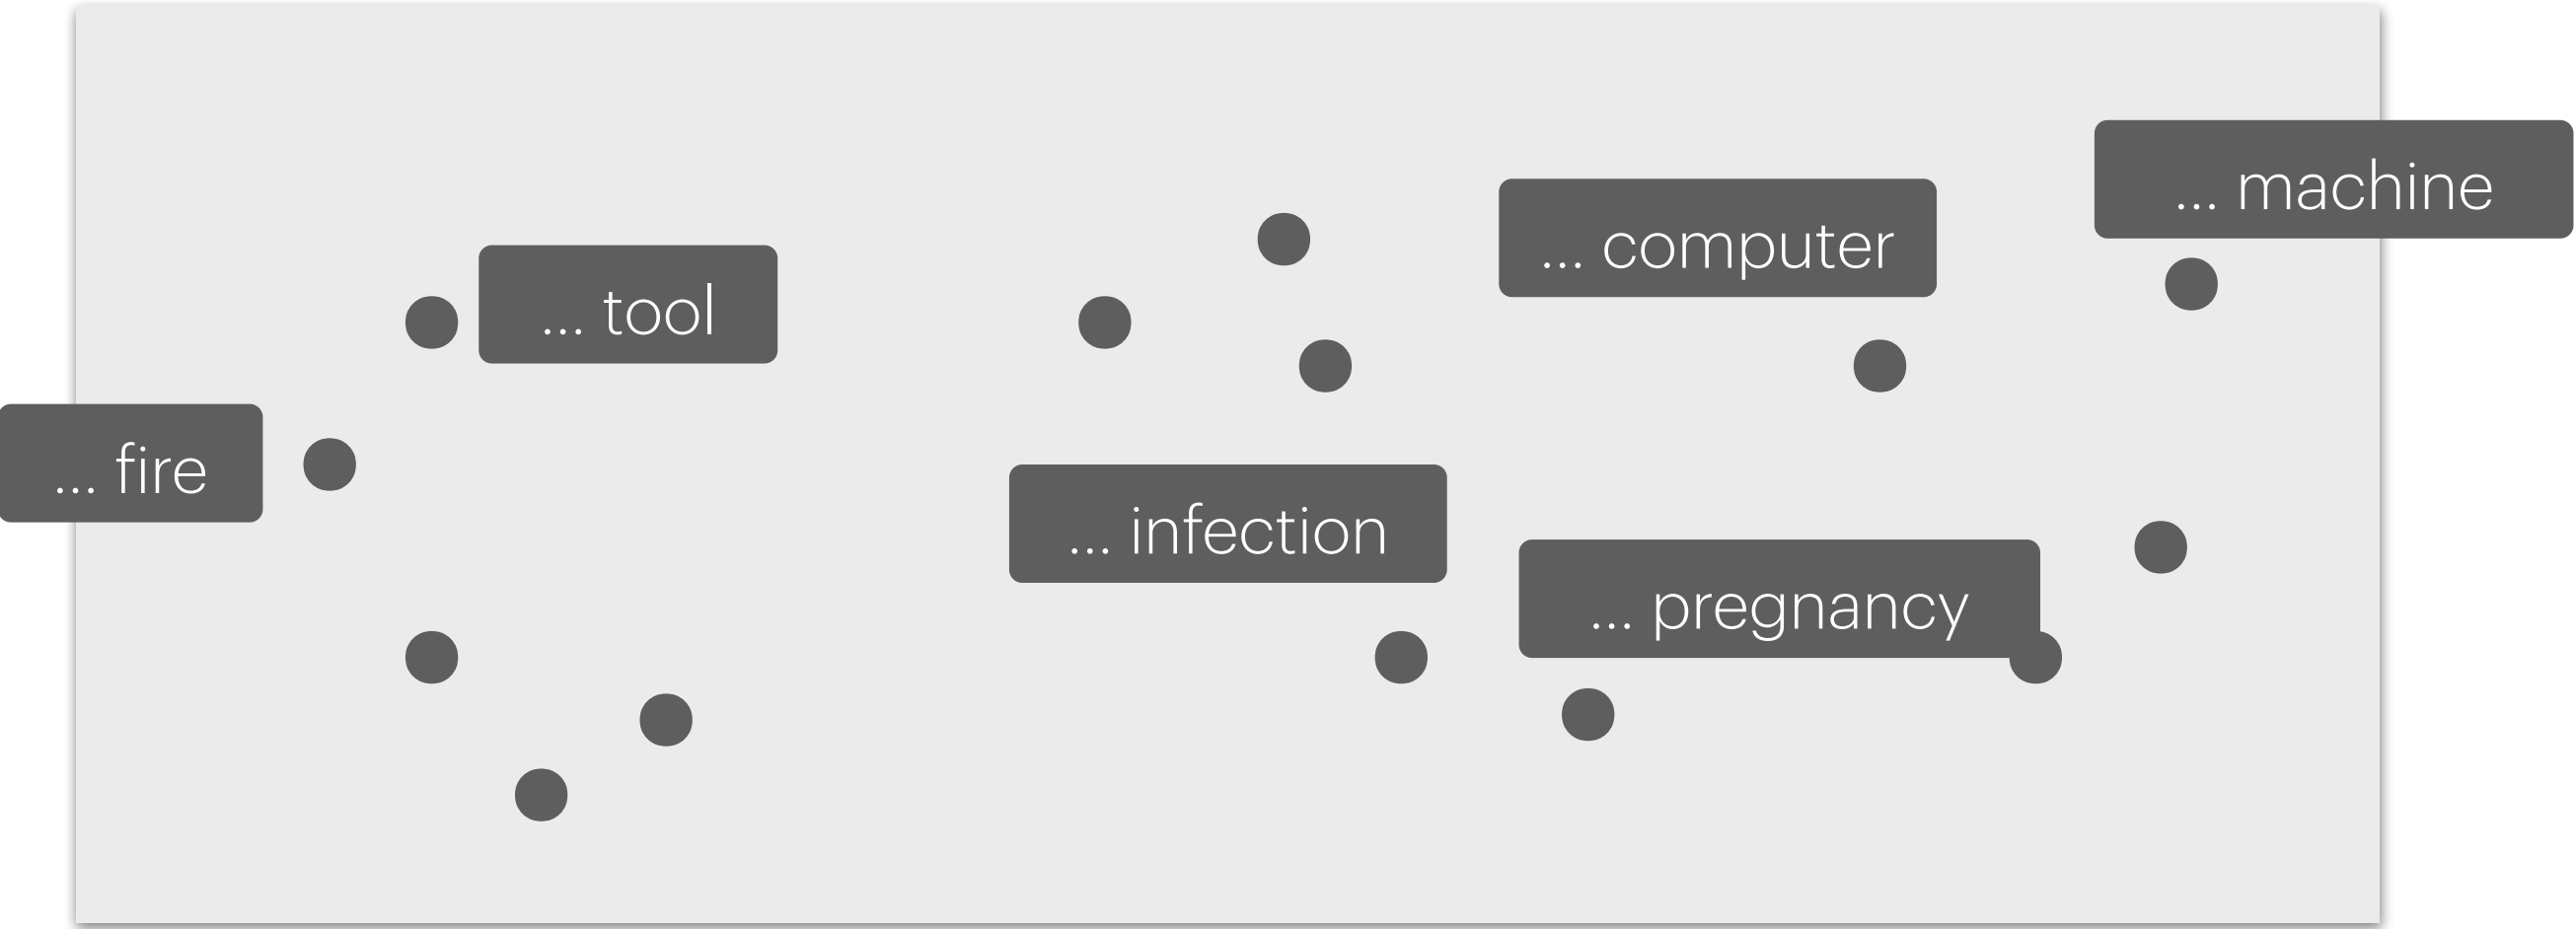 ... machine
... computer
... tool
... fire
... infection
... pregnancy